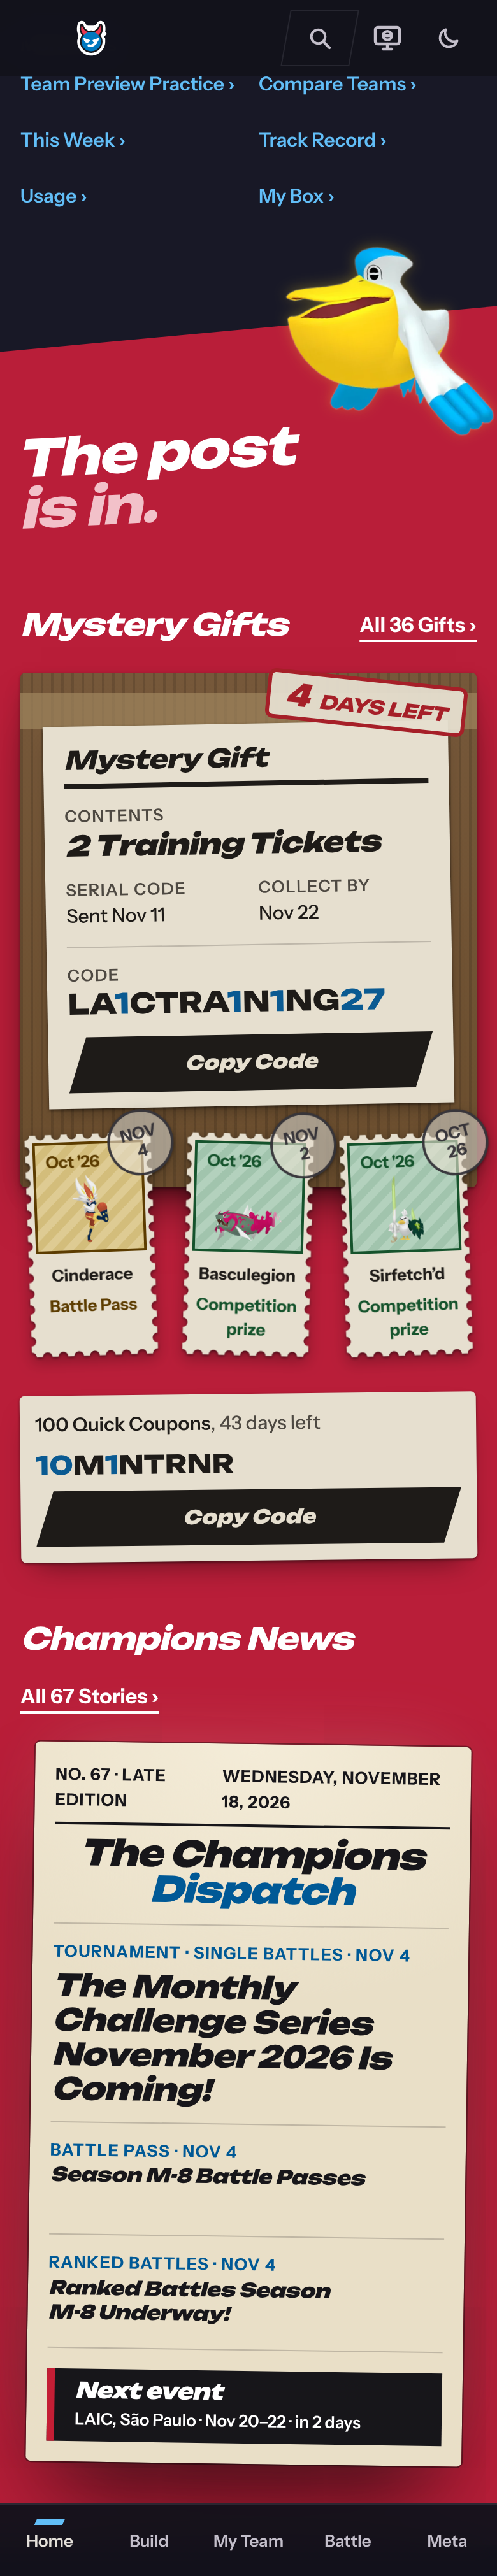 Team Preview Practice ›
Compare Teams ›
This Week ›
Track Record ›
Usage ›
My Box ›
The post
is in.
Mystery Gifts
All 36 Gifts ›
4 DAYS LEFT
Mystery Gift
CONTENTS
2 Training Tickets
SERIAL CODE
Sent Nov 11
COLLECT BY
Nov 22
CODE
LA1CTRA1N1NG27
Copy Code
NOV
4
Oct '26
Cinderace
Battle Pass
NOV
2
Oct '26
Basculegion
Competition
prize
OCT
26
Oct '26
Sirfetch’d
Competition
prize
100 Quick Coupons, 43 days left
10M1NTRNR
Copy Code
Champions News
All 67 Stories ›
NO. 67 · LATE
EDITION
WEDNESDAY, NOVEMBER
18, 2026
The Champions
Dispatch
TOURNAMENT · SINGLE BATTLES · NOV 4
The Monthly
Challenge Series
November 2026 Is
Coming!
BATTLE PASS · NOV 4
Season M-8 Battle Passes
RANKED BATTLES · NOV 4
Ranked Battles Season
M-8 Underway!
Next event
LAIC, São Paulo · Nov 20–22 · in 2 days
Home
Build
My Team
Battle
Meta